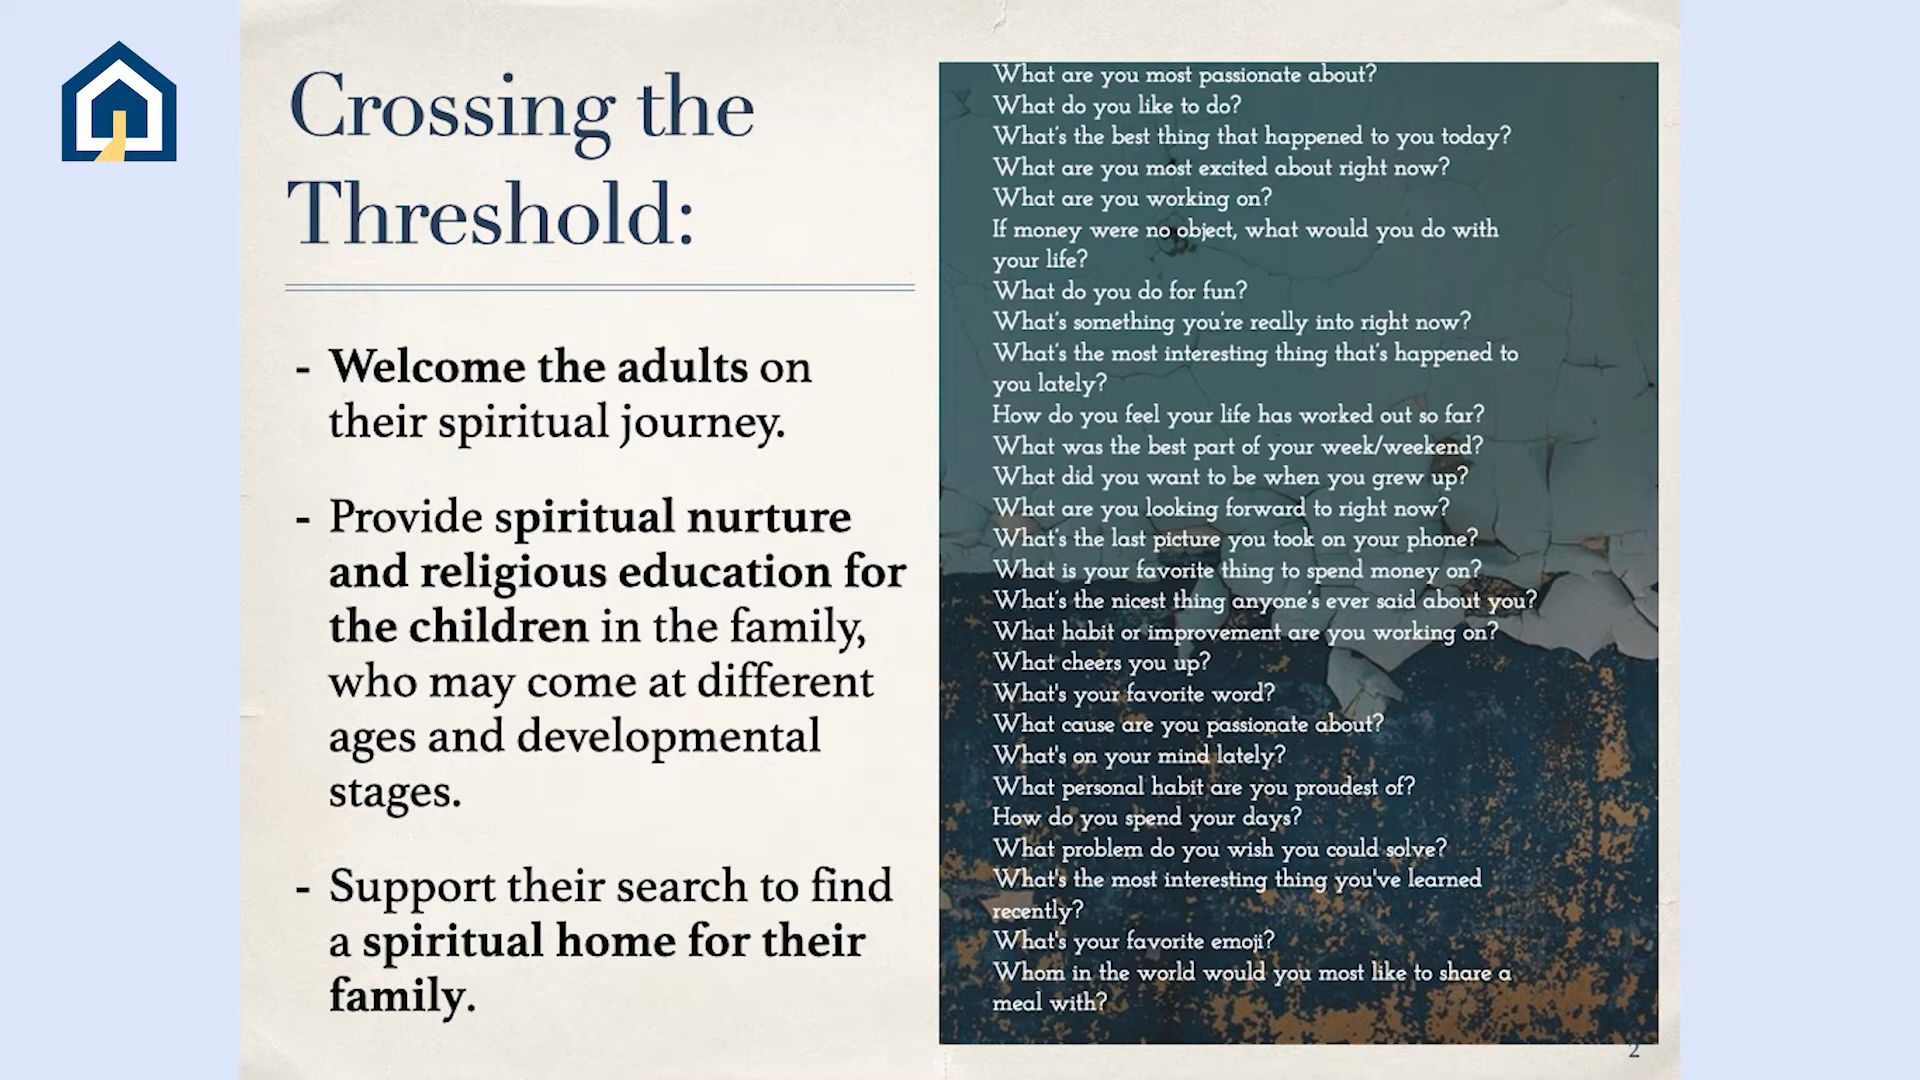 Crossing the
Threshold:
- Welcome the adults on
their spiritual journey.
- Provide spiritual nurture
and religious education for
the children in the family,
who may come at different
ages and developmental
stages.
- Support their search to find
a spiritual home for their
family.
What are you most passionate about?
What do you like to do?
What's the best thing that happened to you today?
What are you most excited about right now?
What are you working on?
If money were no object, what would you do with
your life?
What do you do for fun?
What's something you're really into right now?
What's the most interesting thing that's happened to
you lately?
How do you feel your life has worked out so far?
What was the best part of your week/weekend?
What did you want to be when you grew up?
What are you looking forward to right now?
What's the last picture you took on your phone?
What is your favorite thing to spend money on?
What's the nicest thing anyone's ever said about you?
What habit or improvement are you working on?
What cheers you up?
What's your favorite word?
What cause are you passionate about?
What's on your mind lately?
What personal habit are you proudest of?
How do you spend your days?
What problem do you wish you could solve?
What's the most interesting thing you've learned
recently?
What's your favorite emoji?
Whom in the world would you most like to share a
meal with?
2